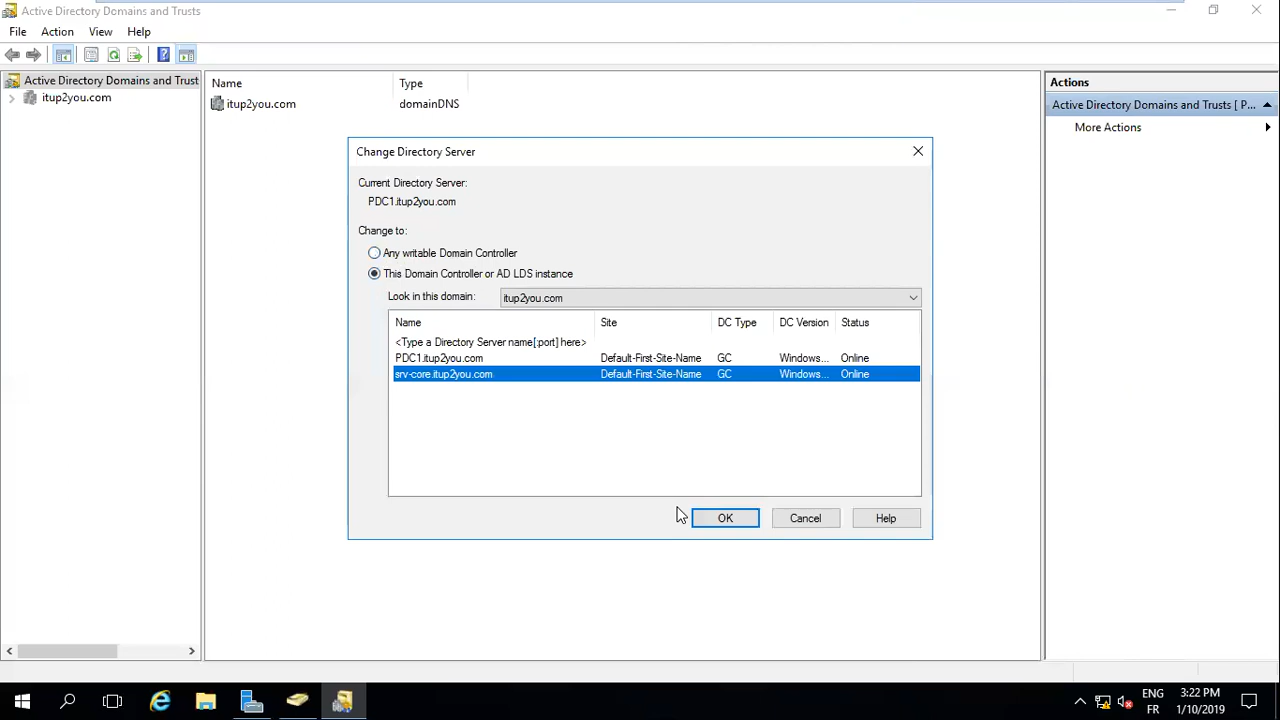 Active Directory Domains and Trusts
File Action View Help
Active Directory Domains and Trust
itup2you.com
Name Type
itup2you.com domainDNS
Actions
Active Directory Domains and Trusts [ P...
More Actions
Change Directory Server
Current Directory Server:
PDC1.itup2you.com
Change to:
Any writable Domain Controller
This Domain Controller or AD LDS instance
Look in this domain: itup2you.com
Name Site DC Type DC Version Status
<Type a Directory Server name[:port] here>
PDC1.itup2you.com Default-First-Site-Name GC Windows... Online
srv-core.itup2you.com Default-First-Site-Name GC Windows... Online
OK Cancel Help
ENG 3:22 PM
FR 1/10/2019